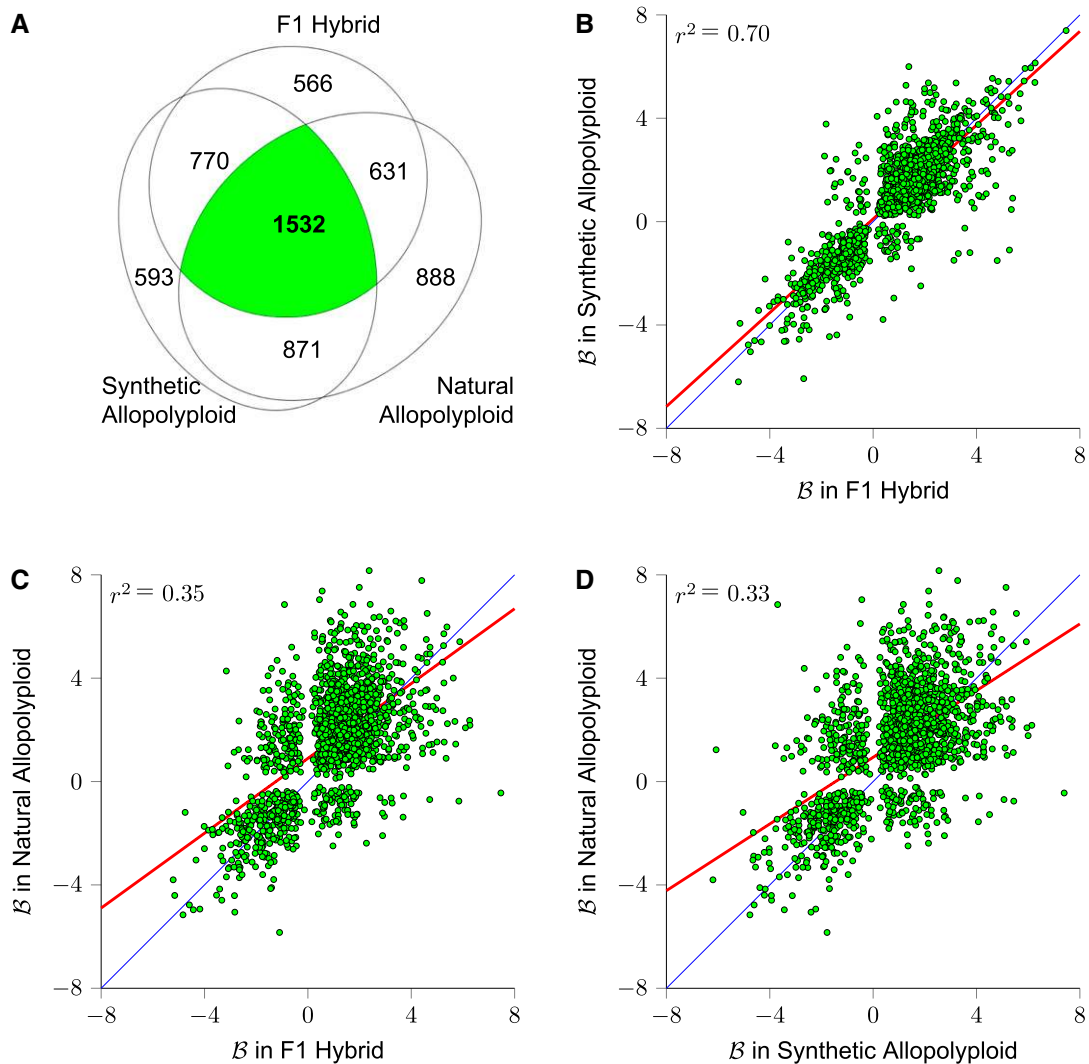 A
F1 Hybrid
566
770
631
1532
593
888
871
Synthetic
Allopolyploid
Natural
Allopolyploid
B
r² = 0.70
8
4
0
−4
−8
−8 −4 0 4 8
ℬ in Synthetic Allopolyploid
ℬ in F1 Hybrid
C
r² = 0.35
8
4
0
−4
−8
−8 −4 0 4 8
ℬ in Natural Allopolyploid
ℬ in F1 Hybrid
D
r² = 0.33
8
4
0
−4
−8
−8 −4 0 4 8
ℬ in Natural Allopolyploid
ℬ in Synthetic Allopolyploid